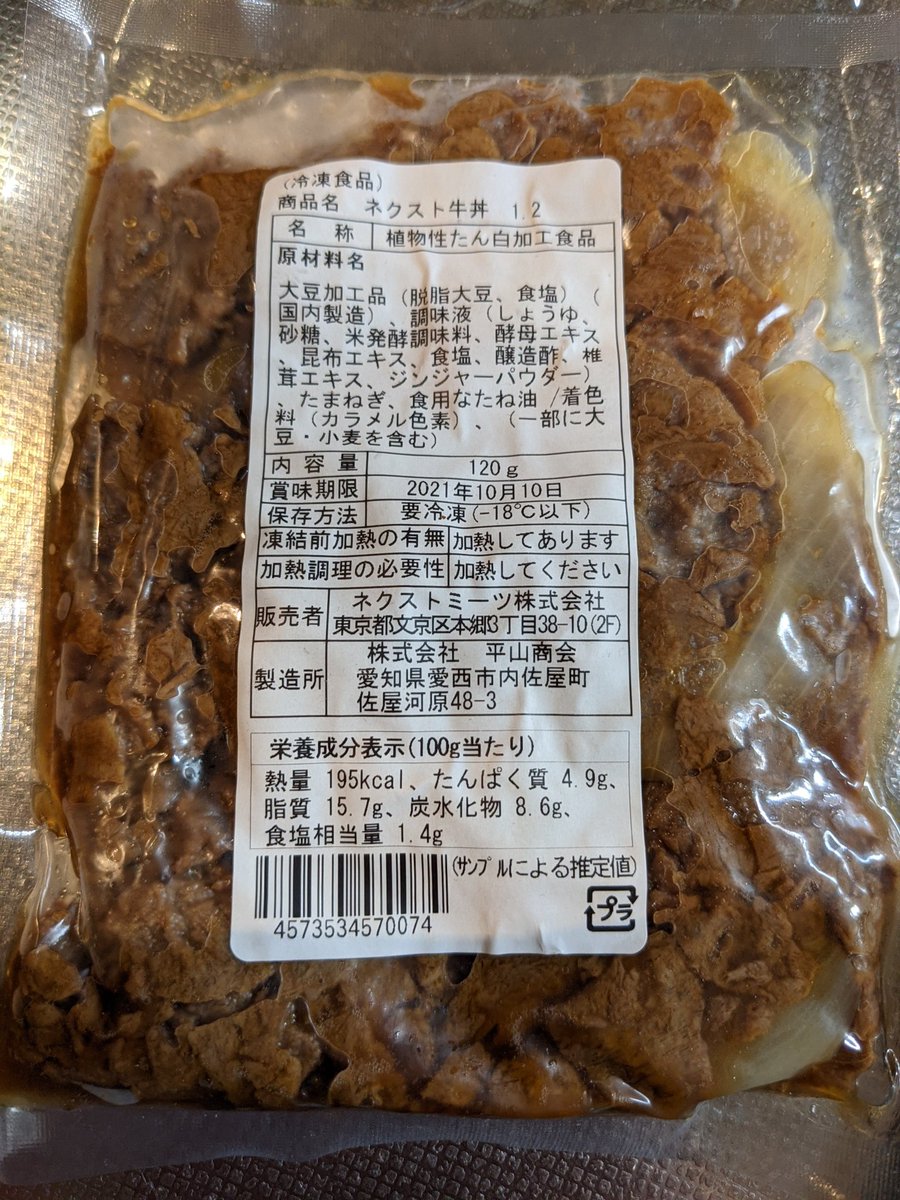 (冷凍食品)
商品名 ネクスト牛丼 1.2
名 称 植物性たん白加工食品
原材料名
大豆加工品(脱脂大豆、食塩)(
国内製造)、調味液(しょうゆ、
砂糖、米発酵調味料、酵母エキス
、昆布エキス、食塩、醸造酢、椎
茸エキス、ジンジャーパウダー)
、たまねぎ、食用なたね油 /着色
料(カラメル色素)、(一部に大
豆・小麦を含む)
内容量 120g
賞味期限 2021年10月10日
保存方法 要冷凍(-18℃以下)
凍結前加熱の有無 加熱してあります
加熱調理の必要性 加熱してください
販売者 ネクストミーツ株式会社
東京都文京区本郷3丁目38-10(2F)
製造所 株式会社 平山商会
愛知県愛西市内佐屋町
佐屋河原48-3
栄養成分表示(100g当たり)
熱量 195kcal、たんぱく質 4.9g、
脂質 15.7g、炭水化物 8.6g、
食塩相当量 1.4g
(サンプルによる推定値)
4573534570074
プラ